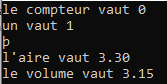 le compteur vaut 0
un vaut 1
þ
l'aire vaut 3.30
le volume vaut 3.15